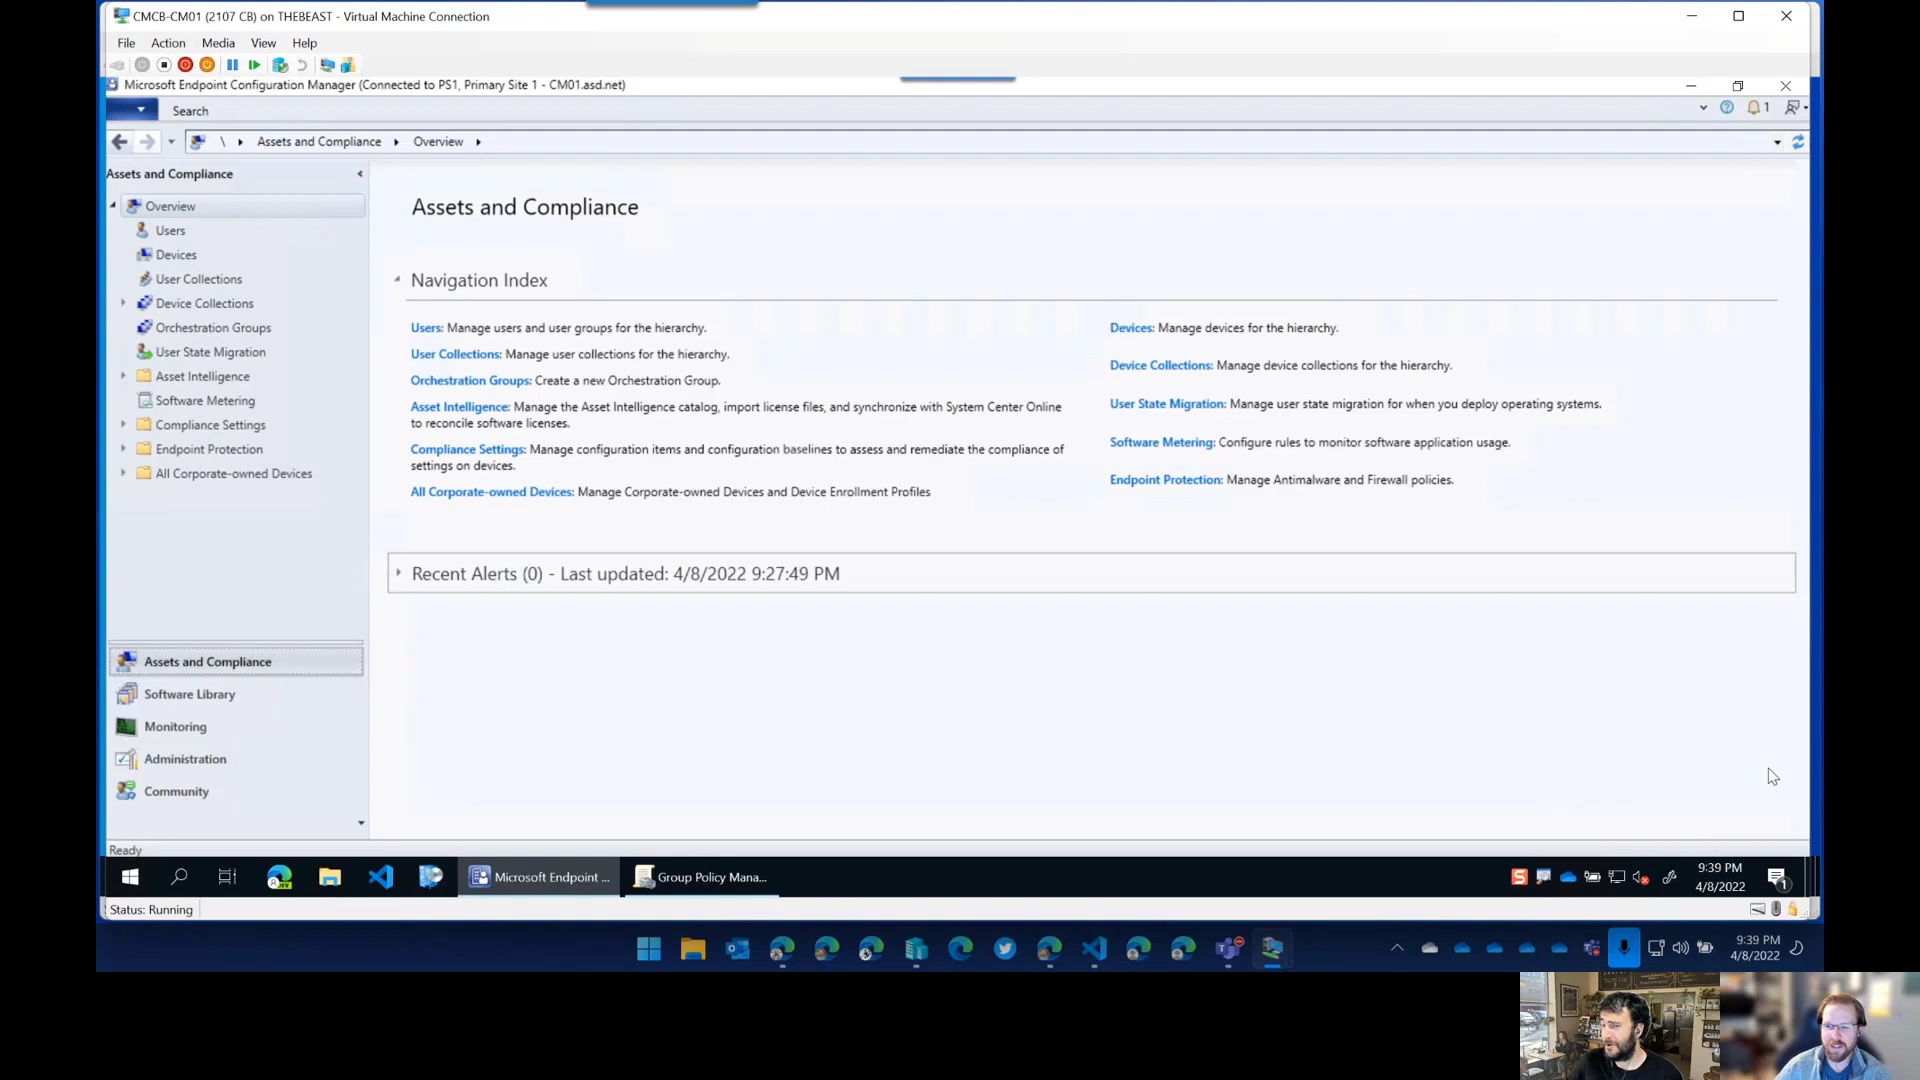 CMCB-CM01 (2107 CB) on THEBEAST - Virtual Machine Connection
File Action Media View Help
Microsoft Endpoint Configuration Manager (Connected to PS1, Primary Site 1 - CM01.asd.net)
Search
1
\ Assets and Compliance Overview
Assets and Compliance
Overview
Users
Devices
User Collections
Device Collections
Orchestration Groups
User State Migration
Asset Intelligence
Software Metering
Compliance Settings
Endpoint Protection
All Corporate-owned Devices
Assets and Compliance
Software Library
Monitoring
Administration
Community
Assets and Compliance
Navigation Index
Users: Manage users and user groups for the hierarchy.
User Collections: Manage user collections for the hierarchy.
Orchestration Groups: Create a new Orchestration Group.
Asset Intelligence: Manage the Asset Intelligence catalog, import license files, and synchronize with System Center Online
to reconcile software licenses.
Compliance Settings: Manage configuration items and configuration baselines to assess and remediate the compliance of
settings on devices.
All Corporate-owned Devices: Manage Corporate-owned Devices and Device Enrollment Profiles
Devices: Manage devices for the hierarchy.
Device Collections: Manage device collections for the hierarchy.
User State Migration: Manage user state migration for when you deploy operating systems.
Software Metering: Configure rules to monitor software application usage.
Endpoint Protection: Manage Antimalware and Firewall policies.
Recent Alerts (0) - Last updated: 4/8/2022 9:27:49 PM
Ready
Microsoft Endpoint ...
Group Policy Mana...
9:39 PM
4/8/2022
1
Status: Running
9:39 PM
4/8/2022